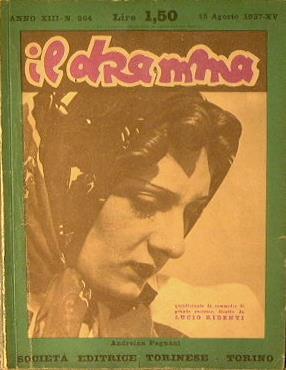 ANNO XIII - N. 264 Lire 1,50 15 Agosto 1937-XV
il dramma
quindicinale di commedie di
grande successo, diretto da
LUCIO RIDENTI
Andreina Pagnani
SOCIETÀ EDITRICE TORINESE - TORINO